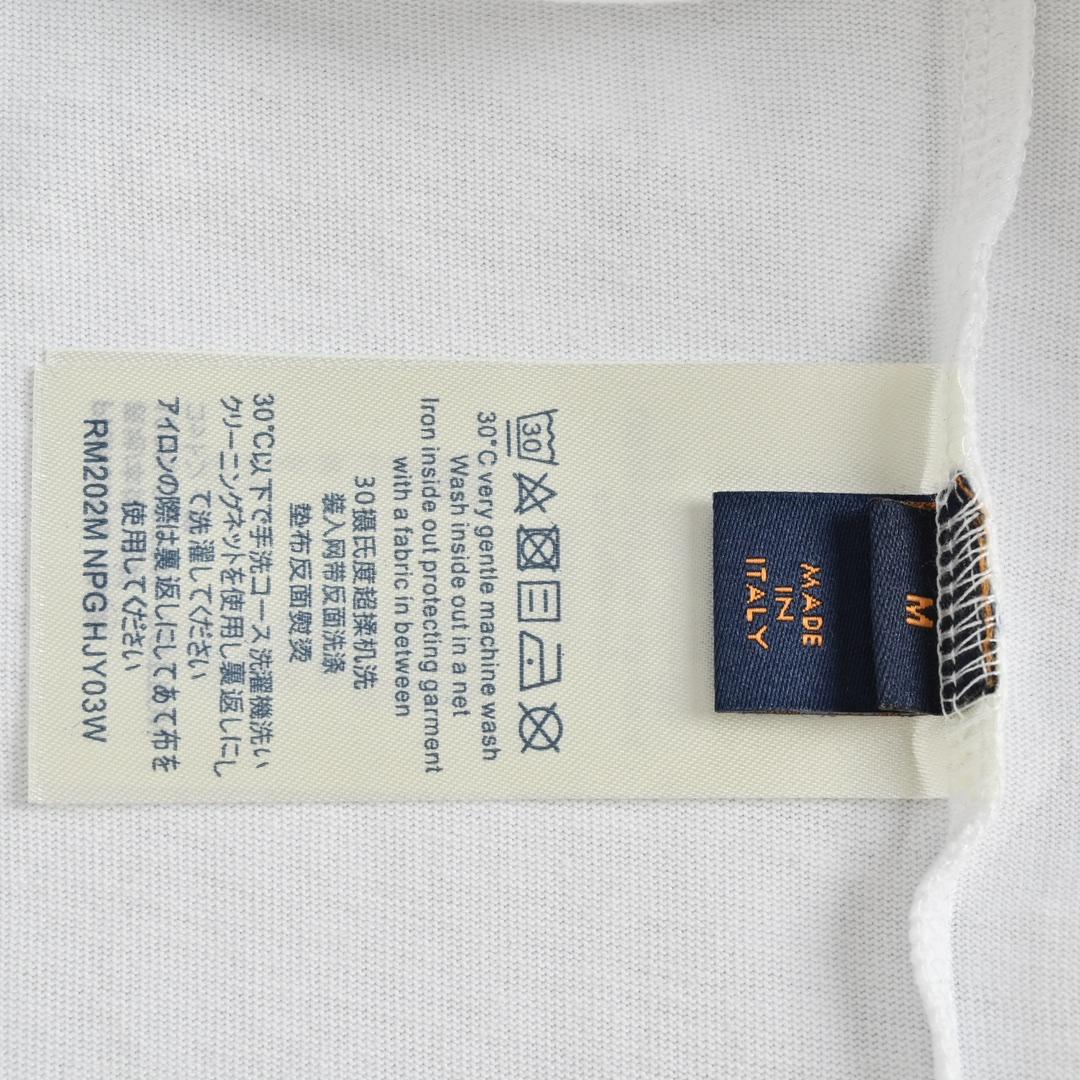 M
MADE
IN
ITALY
30
30°C very gentle machine wash
Wash inside out in a net
Iron inside out protecting garment
with a fabric in between
30摄氏度超揉机洗
装入网带反面洗涤
垫布反面熨烫
30°C以下で手洗コース洗濯機洗い
クリーニングネットを使用し裏返しにし
て洗濯してください
アイロンの際は裏返しにしてあて布を
使用してください
RM202M NPG HJY03W